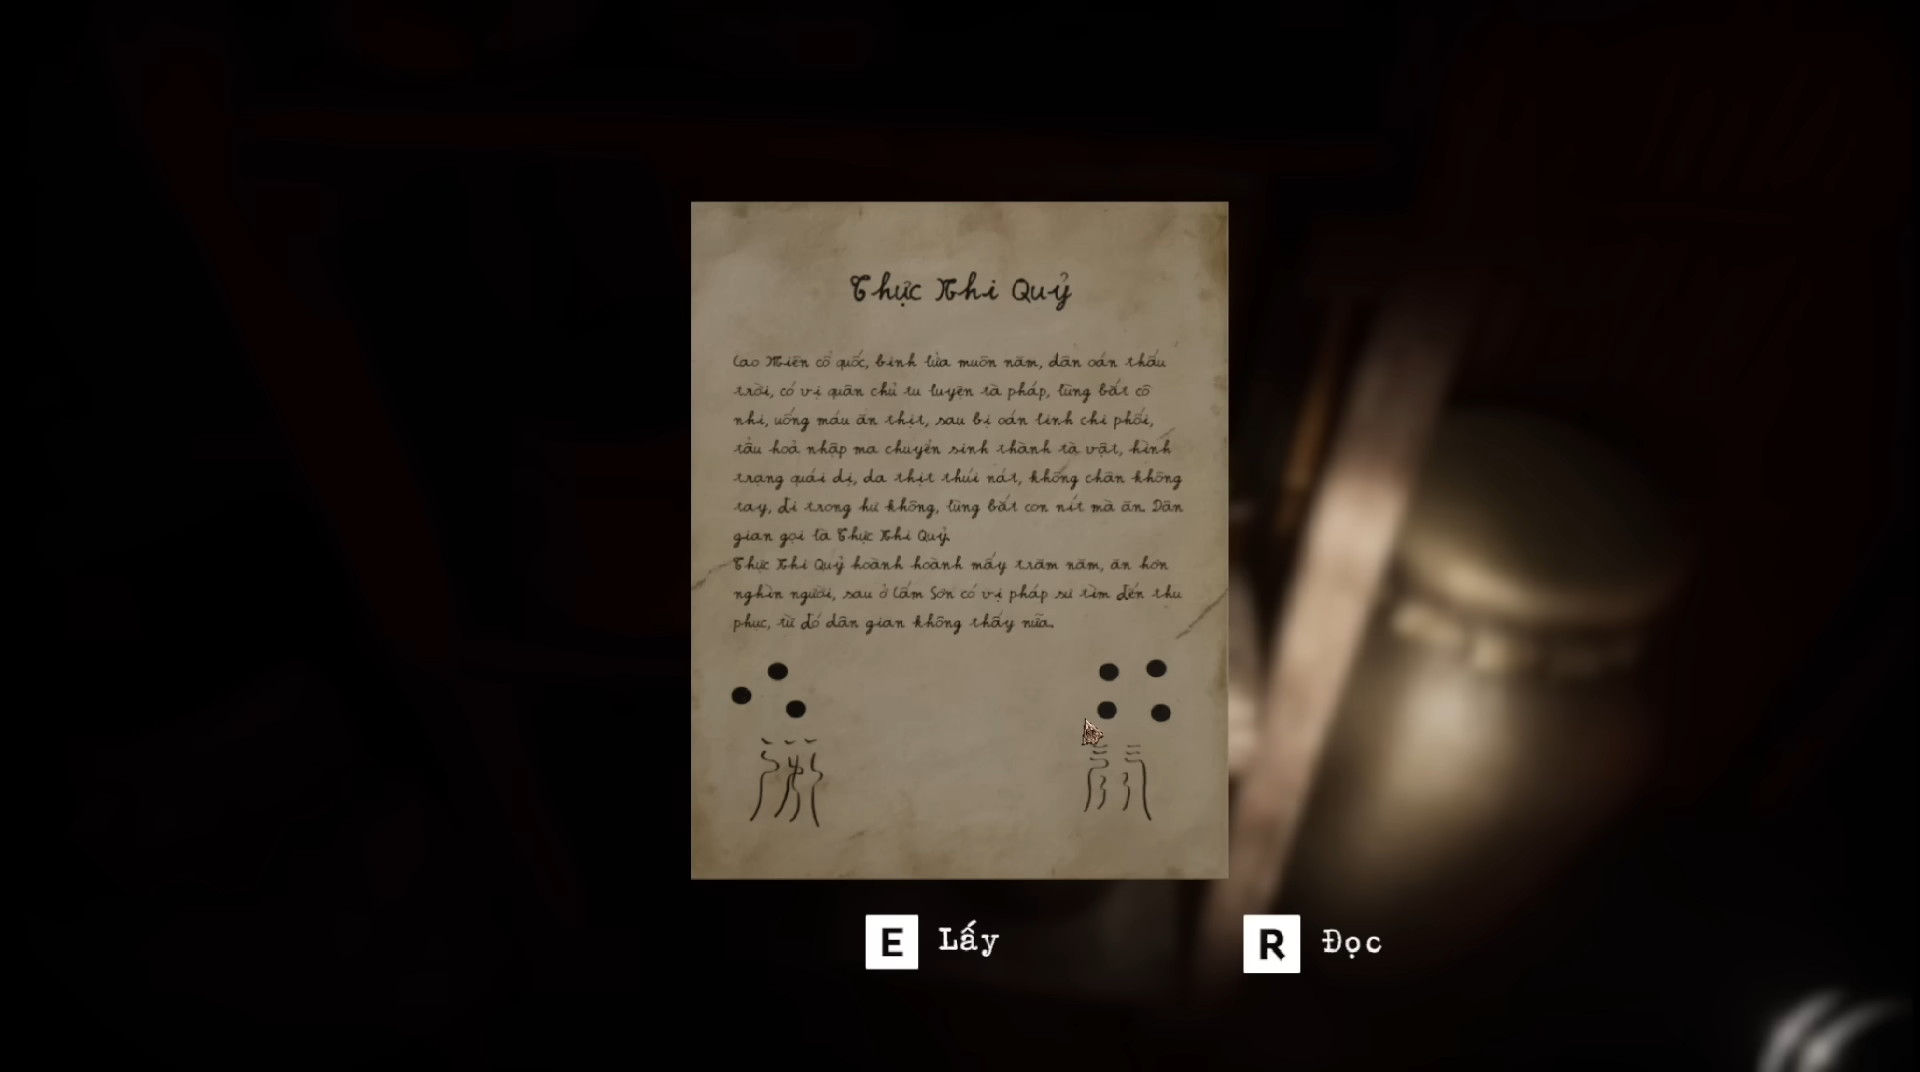 Thực Nhi Quỷ
Cao Miên cổ quốc, binh lửa muôn năm, dân oán thấu
trời, có vị quân chủ tu luyện tà pháp, lùng bắt cô
nhi, uống máu ăn thịt, sau bị oán linh chi phối,
tẩu hoả nhập ma chuyển sinh thành tà vật, hình
trạng quái dị, da thịt thúi nát, không chân không
tay, đi trong hư không, lùng bắt con nít mà ăn. Dân
gian gọi là Thực Nhi Quỷ.
Thực Nhi Quỷ hoành hoành mấy trăm năm, ăn hơn
nghìn người, sau ở Cấm Sơn có vị pháp sư tìm đến thu
phục, từ đó dân gian không thấy nữa.
E Lấy R Đọc